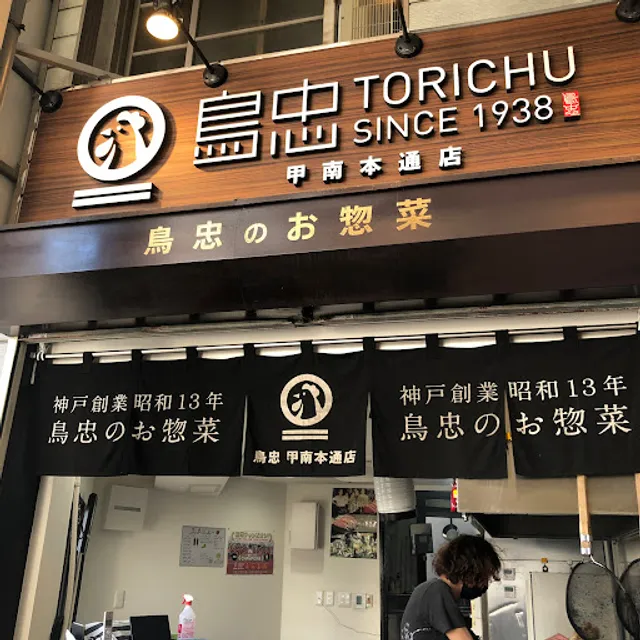 鳥忠 TORICHU
SINCE 1938
甲南本通店
鳥忠のお惣菜
神戸創業 昭和13年
鳥忠のお惣菜
鳥忠 甲南本通店
神戸創業 昭和13年
鳥忠のお惣菜